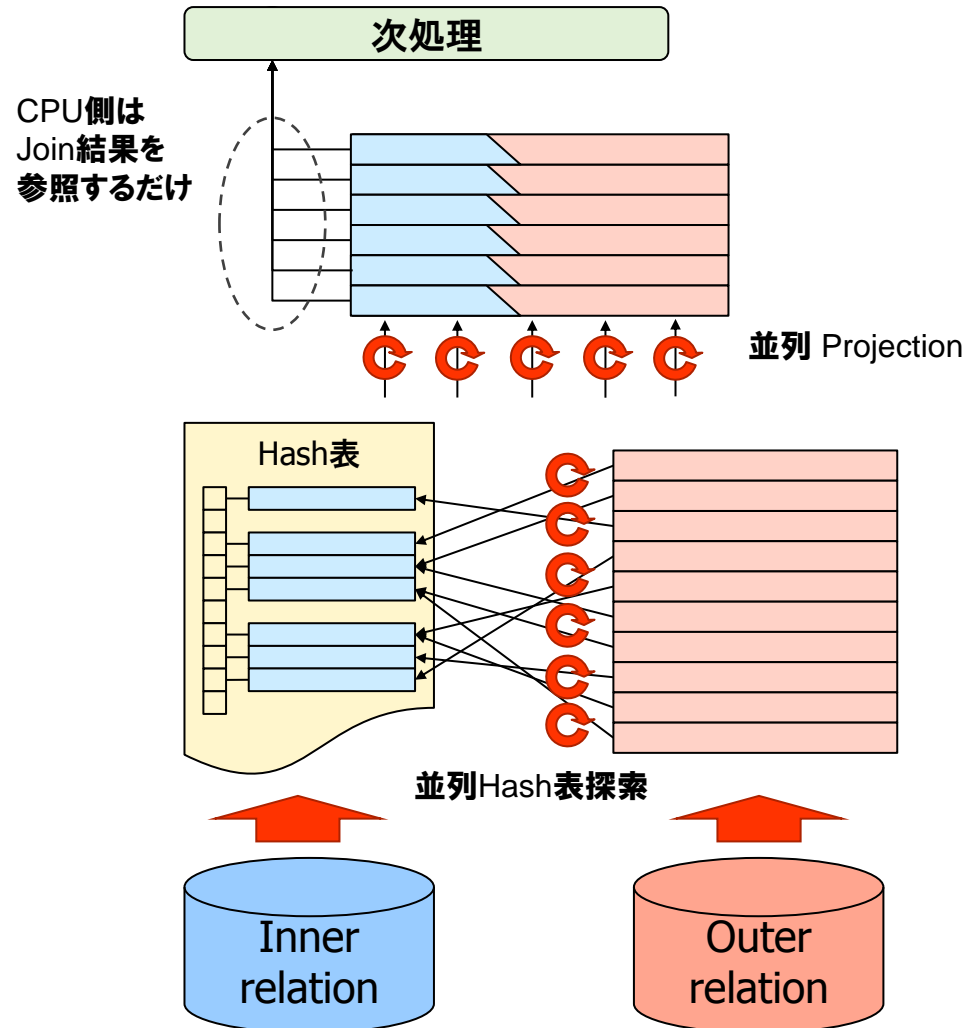 次処理
CPU側は
Join結果を
参照するだけ
並列 Projection
Hash表
並列Hash表探索
Inner
relation
Outer
relation